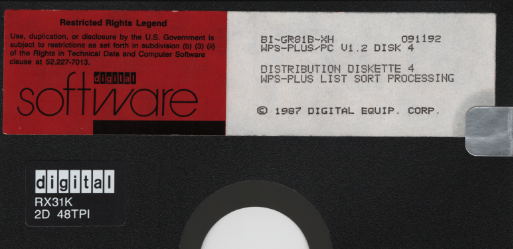 Restricted Rights Legend
Use, duplication, or disclosure by the U.S. Government is
subject to restrictions as set forth in subdivision (b) (3) (ii)
of the Rights in Technical Data and Computer Software
clause at 52.227-7013.
digital
software
BI-GR81B-XH 091192
WPS-PLUS/PC V1.2 DISK 4
DISTRIBUTION DISKETTE 4
WPS-PLUS LIST SORT PROCESSING
© 1987 DIGITAL EQUIP. CORP.
digital
RX31K
2D 48TPI